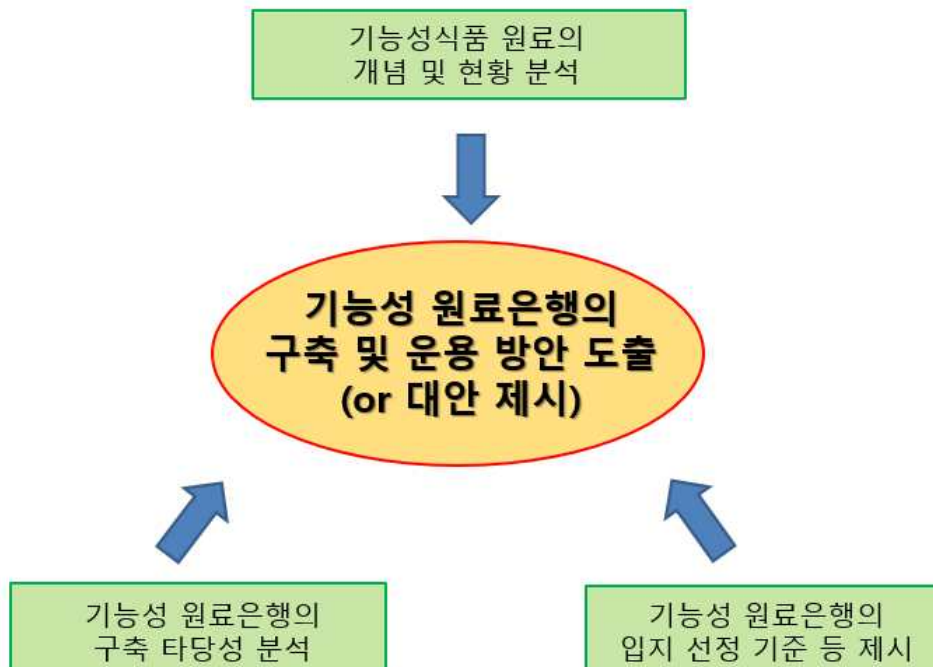 기능성식품 원료의
개념 및 현황 분석
기능성 원료은행의
구축 및 운용 방안 도출
(or 대안 제시)
기능성 원료은행의
구축 타당성 분석
기능성 원료은행의
입지 선정 기준 등 제시